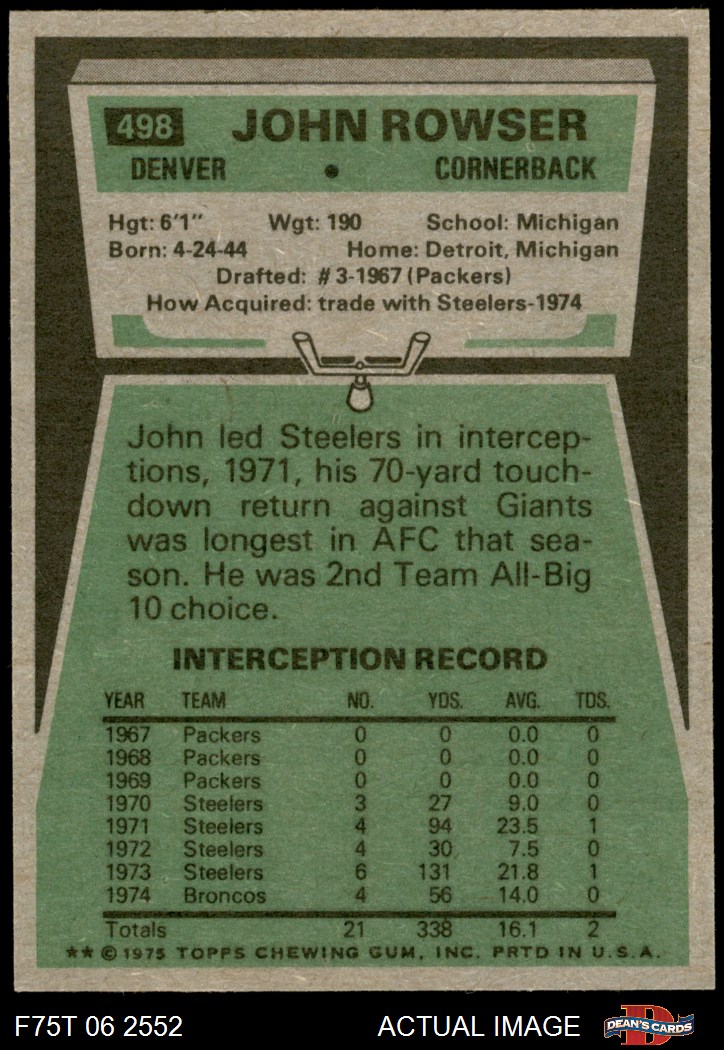 498 JOHN ROWSER
DENVER • CORNERBACK
Hgt: 6'1" Wgt: 190 School: Michigan
Born: 4-24-44 Home: Detroit, Michigan
Drafted: #3-1967 (Packers)
How Acquired: trade with Steelers-1974
John led Steelers in intercep-
tions, 1971, his 70-yard touch-
down return against Giants
was longest in AFC that sea-
son. He was 2nd Team All-Big
10 choice.
INTERCEPTION RECORD
YEAR TEAM NO. YDS. AVG. TDS.
1967 Packers 0 0 0.0 0
1968 Packers 0 0 0.0 0
1969 Packers 0 0 0.0 0
1970 Steelers 3 27 9.0 0
1971 Steelers 4 94 23.5 1
1972 Steelers 4 30 7.5 0
1973 Steelers 6 131 21.8 1
1974 Broncos 4 56 14.0 0
Totals 21 338 16.1 2
** © 1975 TOPPS CHEWING GUM, INC. PRTD IN U.S.A.
F75T 06 2552 ACTUAL IMAGE D DEAN'S CARDS